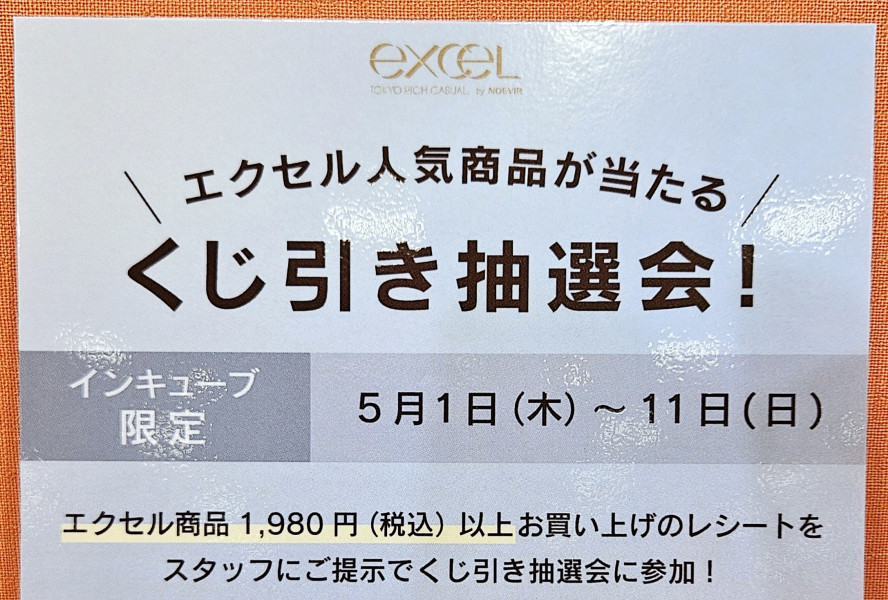 excel
TOKYO RICH CASUAL by NOEVIR
エクセル人気商品が当たる
くじ引き抽選会！
インキューブ
限定
5月1日（木）～11日（日）
エクセル商品1,980円（税込）以上お買い上げのレシートを
スタッフにご提示でくじ引き抽選会に参加！